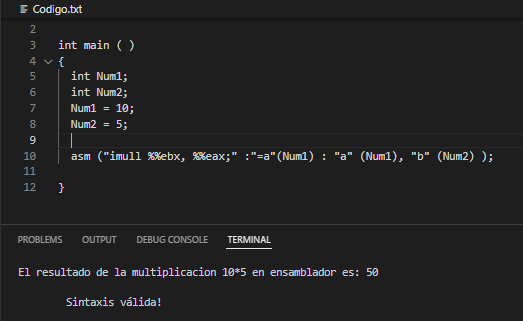 Codigo.txt
2
3 int main ( )
4 {
5 int Num1;
6 int Num2;
7 Num1 = 10;
8 Num2 = 5;
9
10 asm ("imull %%ebx, %%eax;" :"=a"(Num1) : "a" (Num1), "b" (Num2) );
11
12 }
PROBLEMS OUTPUT DEBUG CONSOLE TERMINAL
El resultado de la multiplicacion 10*5 en ensamblador es: 50
Sintaxis válida!